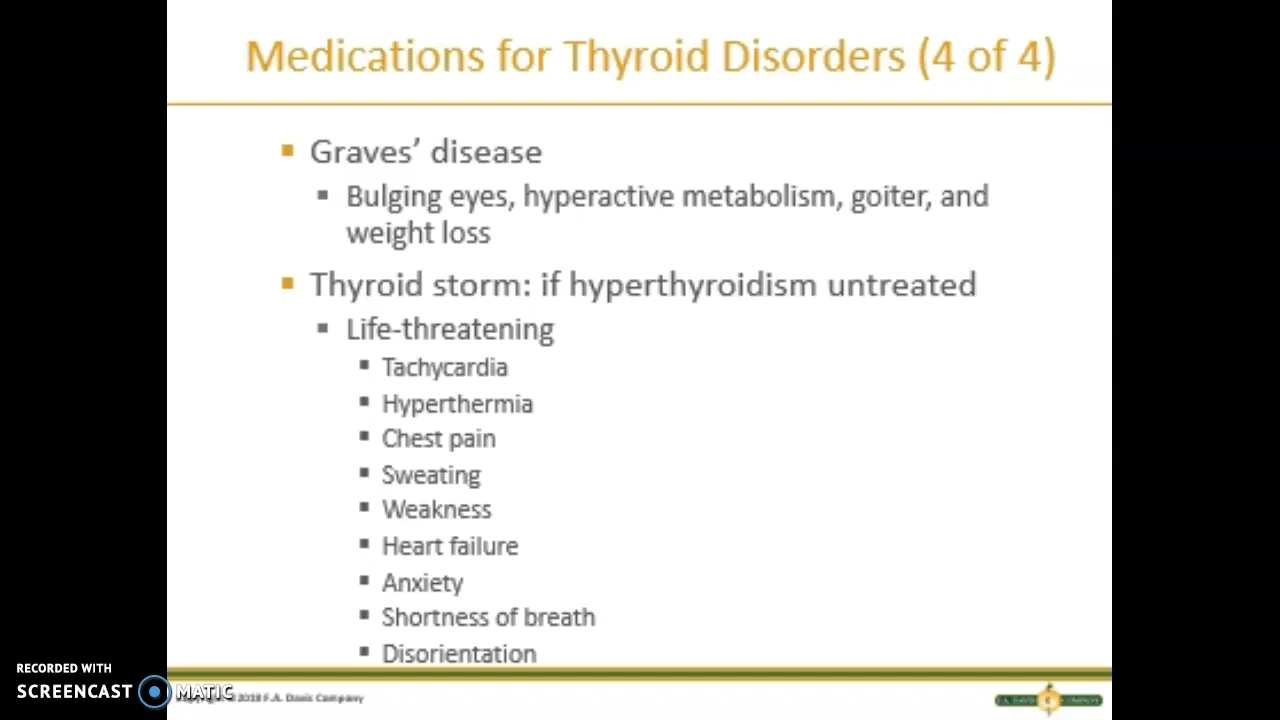 Medications for Thyroid Disorders (4 of 4)
Graves’ disease
Bulging eyes, hyperactive metabolism, goiter, and
weight loss
Thyroid storm: if hyperthyroidism untreated
Life-threatening
Tachycardia
Hyperthermia
Chest pain
Sweating
Weakness
Heart failure
Anxiety
Shortness of breath
Disorientation
RECORDED WITH
SCREENCAST MATIC
2018 F.A. Davis Company